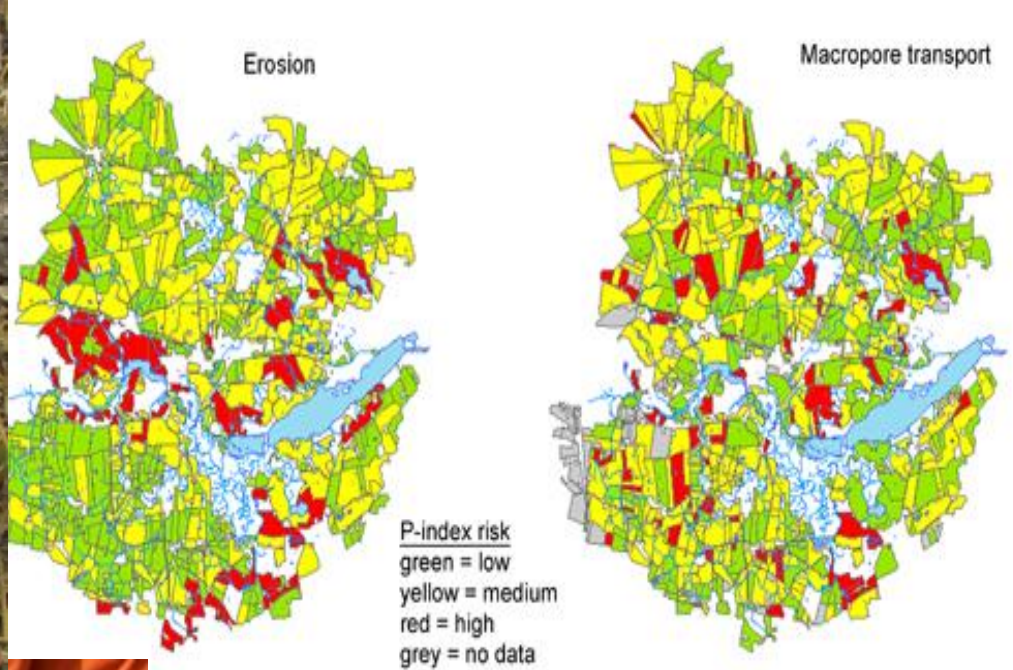 Erosion
Macropore transport
P-index risk
green = low
yellow = medium
red = high
grey = no data